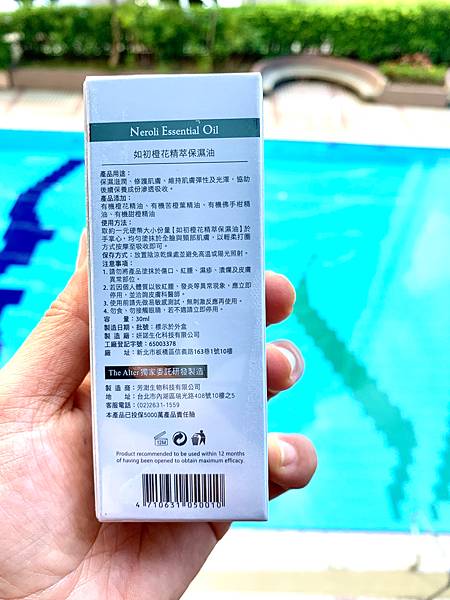 Neroli Essential Oil
如初橙花精萃保濕油
產品用途：
保濕滋潤、修護肌膚、維持肌膚彈性及光澤，協助
後續保養成份滲透吸收。
產品添加：
有機橙花精油、有機苦橙葉精油、有機佛手柑精
油、有機甜橙精油
使用方法：
取約一元硬幣大小份量【如初橙花精萃保濕油】於
手掌心，均勻塗抹於全臉與頸部肌膚，以輕柔打圈
方式按摩至吸收即可。
保存方式：放置陰涼乾燥處並避免高溫或陽光照射。
注意事項：
1. 請勿將產品塗抹於傷口、紅腫、濕疹、潰爛及皮膚
異常部位。
2. 若因個人體質以致紅腫、發炎等異常現象，應立即
停用，並洽詢皮膚科醫師。
3. 使用前請先做易敏感測試，無刺激反應再使用。
4. 勿食、勿接觸眼睛，若不適請立即停用。
容 量：30ml
製造日期、批號：標示於外盒
製 造 廠：妍諾生化科技有限公司
工廠登記字號：65003378
廠 址：新北市板橋區信義路163巷1號10樓
The Alter 獨家委託研發製造
製 造 商：芳澍生物科技有限公司
地 址：台北市內湖區瑞光路408號10樓之5
客服電話：(02)2631-1559
本產品已投保5000萬產品責任險
12M
Product recommended to be used within 12 months
of having been opened to obtain maximum efficacy.
4 710631 050010